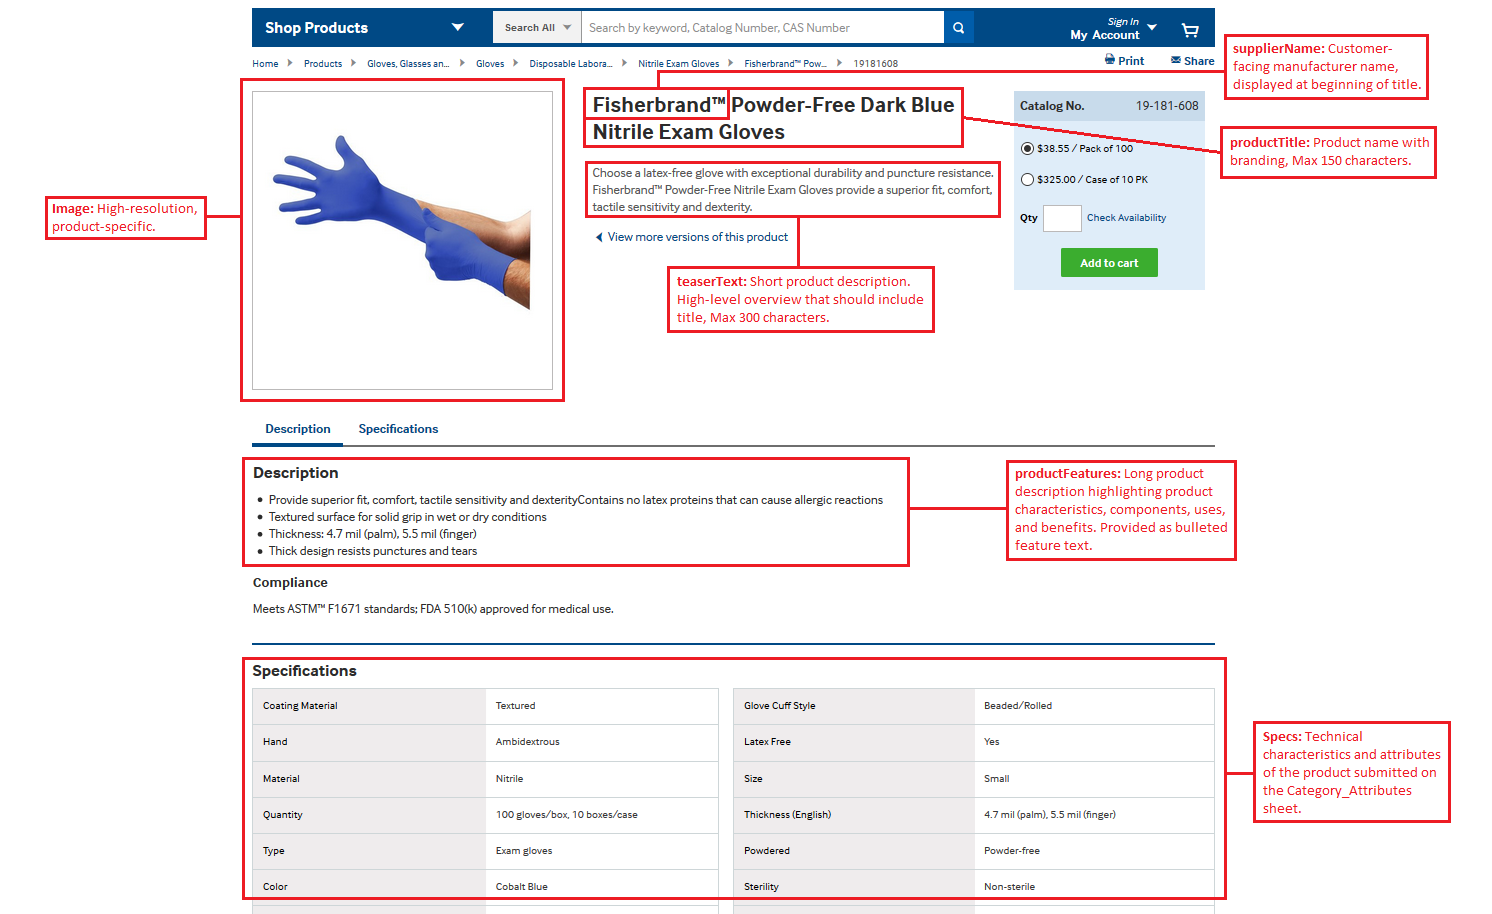 Shop Products
Search All
Search by keyword, Catalog Number, CAS Number
Sign In
My Account
Home Products Gloves, Glasses an... Gloves Disposable Labora... Nitrile Exam Gloves Fisherbrand™ Pow... 19181608
Print
Share
supplierName: Customer-
facing manufacturer name,
displayed at beginning of title.
Fisherbrand™ Powder-Free Dark Blue
Nitrile Exam Gloves
productTitle: Product name with
branding, Max 150 characters.
Catalog No. 19-181-608
$38.55 / Pack of 100
$325.00 / Case of 10 PK
Qty
Check Availability
Add to cart
Choose a latex-free glove with exceptional durability and puncture resistance.
Fisherbrand™ Powder-Free Nitrile Exam Gloves provide a superior fit, comfort,
tactile sensitivity and dexterity.
View more versions of this product
Image: High-resolution,
product-specific.
teaserText: Short product description.
High-level overview that should include
title, Max 300 characters.
Description Specifications
Description
Provide superior fit, comfort, tactile sensitivity and dexterityContains no latex proteins that can cause allergic reactions
Textured surface for solid grip in wet or dry conditions
Thickness: 4.7 mil (palm), 5.5 mil (finger)
Thick design resists punctures and tears
productFeatures: Long product
description highlighting product
characteristics, components, uses,
and benefits. Provided as bulleted
feature text.
Compliance
Meets ASTM™ F1671 standards; FDA 510(k) approved for medical use.
Specifications
Coating Material Textured Glove Cuff Style Beaded/Rolled
Hand Ambidextrous Latex Free Yes
Material Nitrile Size Small
Quantity 100 gloves/box, 10 boxes/case Thickness (English) 4.7 mil (palm), 5.5 mil (finger)
Type Exam gloves Powdered Powder-free
Color Cobalt Blue Sterility Non-sterile
Specs: Technical
characteristics and attributes
of the product submitted on
the Category_Attributes
sheet.